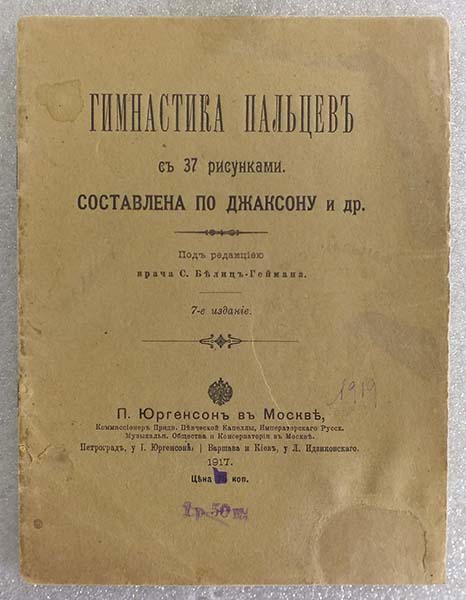 ГИМНАСТИКА ПАЛЬЦЕВЪ
съ 37 рисунками.
СОСТАВЛЕНА ПО ДЖАКСОНУ и др.
Подъ редакціею
врача С. Бѣлицъ-Геймана.
7-е изданіе.
1919
П. Юргенсонъ въ Москвѣ,
Коммиссіонеръ Придв. Пѣвческой Капеллы, Императорскаго Русск.
Музыкальн. Общества и Консерваторіи въ Москвѣ.
Петроградъ, у І. Юргенсона. | Варшава и Кіевъ, у Л. Идзиковскаго.
1917.
Цѣна коп.
1 р. 50 к.